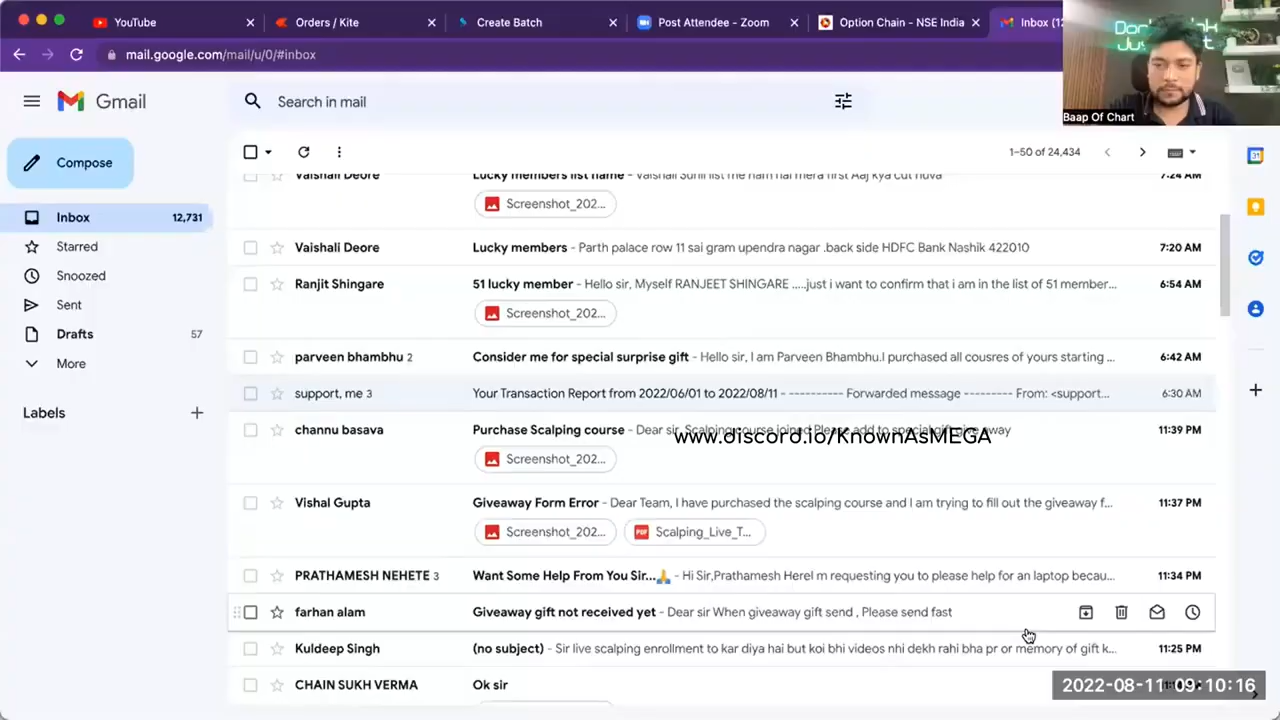 YouTube
Orders / Kite
Create Batch
Post Attendee - Zoom
Option Chain - NSE India
Inbox (12
mail.google.com/mail/u/0/#inbox
Baap Of Chart
Gmail
Search in mail
Compose
1–50 of 24,434
Inbox 12,731
Starred
Snoozed
Sent
Drafts 57
More
Labels
Vaishali Deore Lucky members list name - Vaishali Sunil list me nam hai mera first Aaj kya cut huva 7:24 AM
Screenshot_202...
Vaishali Deore Lucky members - Parth palace row 11 sai gram upendra nagar .back side HDFC Bank Nashik 422010 7:20 AM
Ranjit Shingare 51 lucky member - Hello sir, Myself RANJEET SHINGARE .....just i want to confirm that i am in the list of 51 member... 6:54 AM
Screenshot_202...
parveen bhambhu 2 Consider me for special surprise gift - Hello sir, I am Parveen Bhambhu.I purchased all cousres of yours starting ... 6:42 AM
support, me 3 Your Transaction Report from 2022/06/01 to 2022/08/11 - ---------- Forwarded message --------- From: <support... 6:30 AM
channu basava Purchase Scalping course - Dear sir, Scalping course joined Please add to special gift give away 11:39 PM
www.discord.io/KnownAsMEGA
Screenshot_202...
Vishal Gupta Giveaway Form Error - Dear Team, I have purchased the scalping course and I am trying to fill out the giveaway f... 11:37 PM
Screenshot_202... Scalping_Live_T...
PRATHAMESH NEHETE 3 Want Some Help From You Sir...🙏 - Hi Sir,Prathamesh HereI m requesting you to please help for an laptop becau... 11:34 PM
farhan alam Giveaway gift not received yet - Dear sir When giveaway gift send , Please send fast
Kuldeep Singh (no subject) - Sir live scalping enrollment to kar diya hai but koi bhi videos nhi dekh rahi bha pr or memory of gift k... 11:25 PM
CHAIN SUKH VERMA Ok sir
2022-08-11 09:10:16